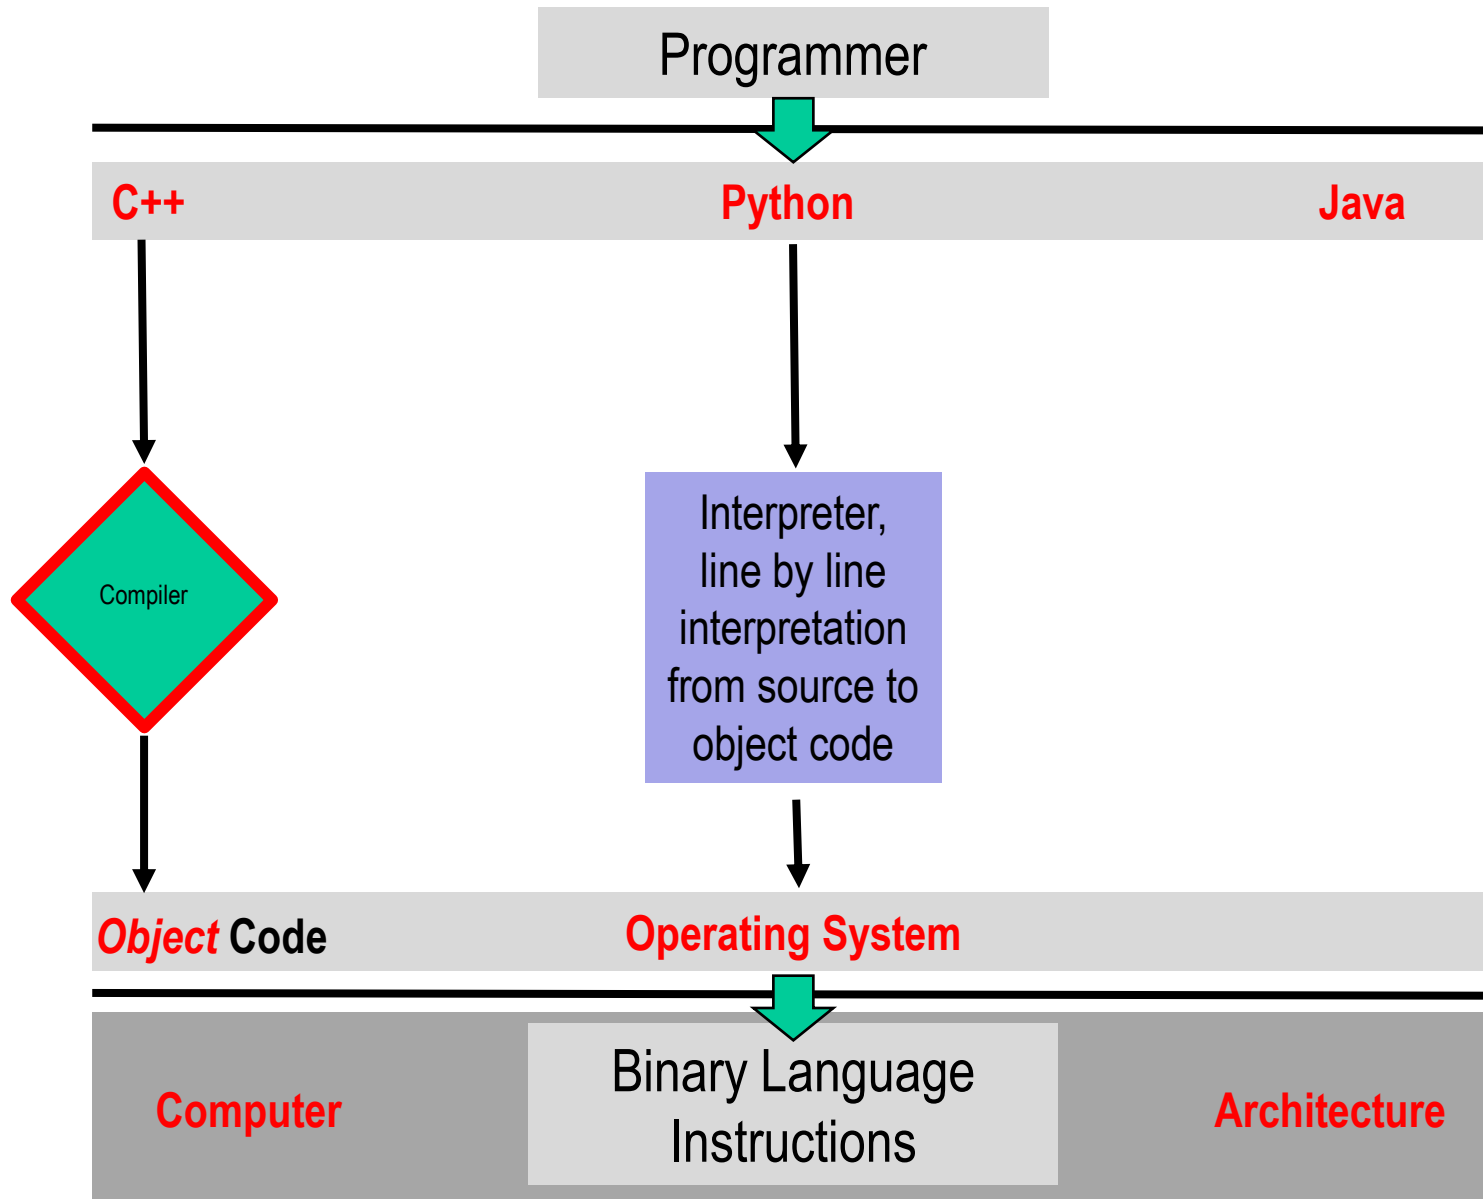 Programmer
C++ Python Java
Compiler
Interpreter,
line by line
interpretation
from source to
object code
Object Code Operating System
Binary Language
Instructions
Computer Architecture